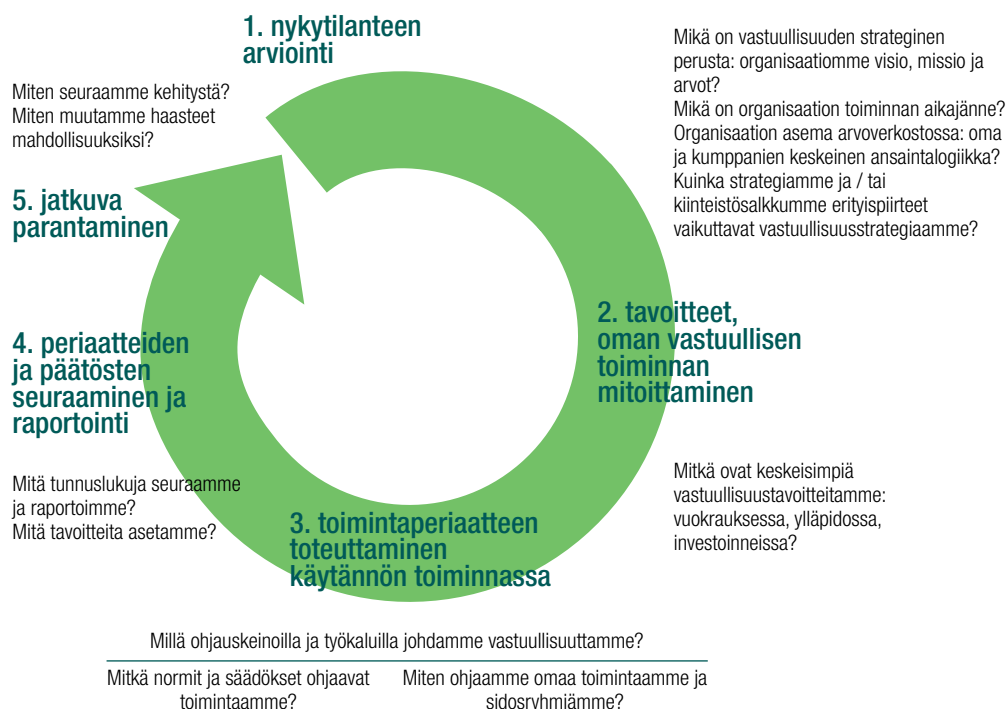 1. nykytilanteen
arviointi
Mikä on vastuullisuuden strateginen
perusta: organisaatiomme visio, missio ja
arvot?
Mikä on organisaation toiminnan aikajänne?
Organisaation asema arvoverkostossa: oma
ja kumppanien keskeinen ansaintalogiikka?
Kuinka strategiamme ja / tai
kiinteistösalkkumme erityispiirteet
vaikuttavat vastuullisuusstrategiaamme?
2. tavoitteet,
oman vastuullisen
toiminnan
mitoittaminen
Mitkä ovat keskeisimpiä
vastuullisuustavoitteitamme:
vuokrauksessa, ylläpidossa,
investoinneissa?
3. toimintaperiaatteen
toteuttaminen
käytännön toiminnassa
Millä ohjauskeinoilla ja työkaluilla johdamme vastuullisuuttamme?
Mitkä normit ja säädökset ohjaavat
toimintaamme?
Miten ohjaamme omaa toimintaamme ja
sidosryhmiämme?
4. periaatteiden
ja päätösten
seuraaminen ja
raportointi
Mitä tunnuslukuja seuraamme
ja raportoimme?
Mitä tavoitteita asetamme?
5. jatkuva
parantaminen
Miten seuraamme kehitystä?
Miten muutamme haasteet
mahdollisuuksiksi?